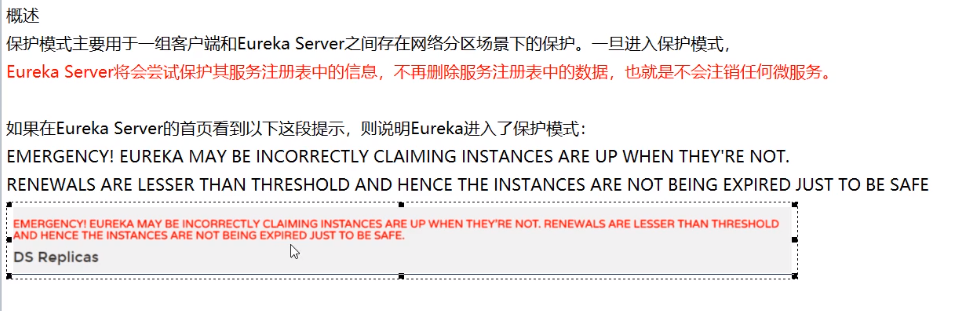 概述
保护模式主要用于一组客户端和Eureka Server之间存在网络分区场景下的保护。一旦进入保护模式，
Eureka Server将会尝试保护其服务注册表中的信息，不再删除服务注册表中的数据，也就是不会注销任何微服务。
如果在Eureka Server的首页看到以下这段提示，则说明Eureka进入了保护模式：
EMERGENCY! EUREKA MAY BE INCORRECTLY CLAIMING INSTANCES ARE UP WHEN THEY'RE NOT.
RENEWALS ARE LESSER THAN THRESHOLD AND HENCE THE INSTANCES ARE NOT BEING EXPIRED JUST TO BE SAFE
EMERGENCY! EUREKA MAY BE INCORRECTLY CLAIMING INSTANCES ARE UP WHEN THEY'RE NOT. RENEWALS ARE LESSER THAN THRESHOLD
AND HENCE THE INSTANCES ARE NOT BEING EXPIRED JUST TO BE SAFE.
DS Replicas